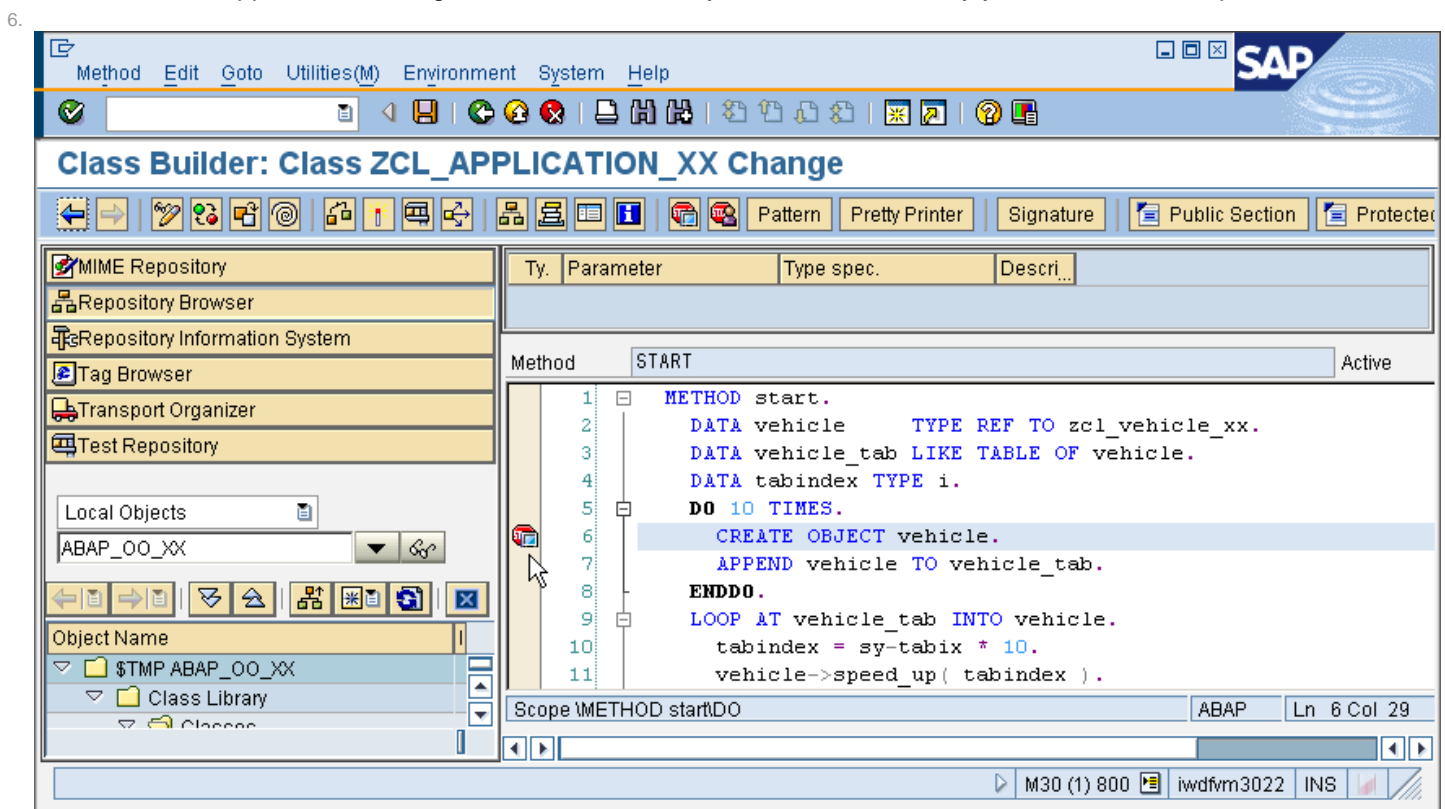 6.
Method Edit Goto Utilities(M) Environment System Help
SAP
Class Builder: Class ZCL_APPLICATION_XX Change
Pattern Pretty Printer Signature Public Section Protected
MIME Repository
Repository Browser
Repository Information System
Tag Browser
Transport Organizer
Test Repository
Local Objects
ABAP_OO_XX
Object Name
$TMP ABAP_OO_XX
Class Library
Classes
Ty. Parameter Type spec. Descri...
Method START Active
1 METHOD start.
2 DATA vehicle TYPE REF TO zcl_vehicle_xx.
3 DATA vehicle_tab LIKE TABLE OF vehicle.
4 DATA tabindex TYPE i.
5 DO 10 TIMES.
6 CREATE OBJECT vehicle.
7 APPEND vehicle TO vehicle_tab.
8 ENDDO.
9 LOOP AT vehicle_tab INTO vehicle.
10 tabindex = sy-tabix * 10.
11 vehicle->speed_up( tabindex ).
Scope \METHOD start\DO ABAP Ln 6 Col 29
M30 (1) 800 iwdfvm3022 INS